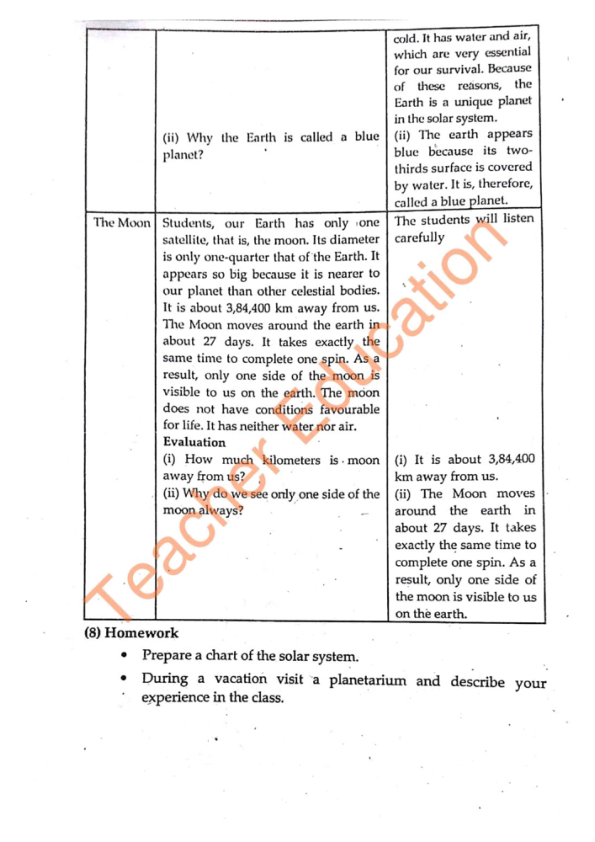 cold. It has water and air,
which are very essential
for our survival. Because
of these reasons, the
Earth is a unique planet
in the solar system.
(ii) Why the Earth is called a blue
planet?
(ii) The earth appears
blue because its two-
thirds surface is covered
by water. It is, therefore,
called a blue planet.
The Moon
Students, our Earth has only one
satellite, that is, the moon. Its diameter
is only one-quarter that of the Earth. It
appears so big because it is nearer to
our planet than other celestial bodies.
It is about 3,84,400 km away from us.
The Moon moves around the earth in
about 27 days. It takes exactly the
same time to complete one spin. As a
result, only one side of the moon is
visible to us on the earth. The moon
does not have conditions favourable
for life. It has neither water nor air.
Evaluation
(i) How much kilometers is moon
away from us?
(ii) Why do we see only one side of the
moon always?
The students will listen
carefully
(i) It is about 3,84,400
km away from us.
(ii) The Moon moves
around the earth in
about 27 days. It takes
exactly the same time to
complete one spin. As a
result, only one side of
the moon is visible to us
on the earth.
(8) Homework
• Prepare a chart of the solar system.
• During a vacation visit a planetarium and describe your
experience in the class.
Teacher Education